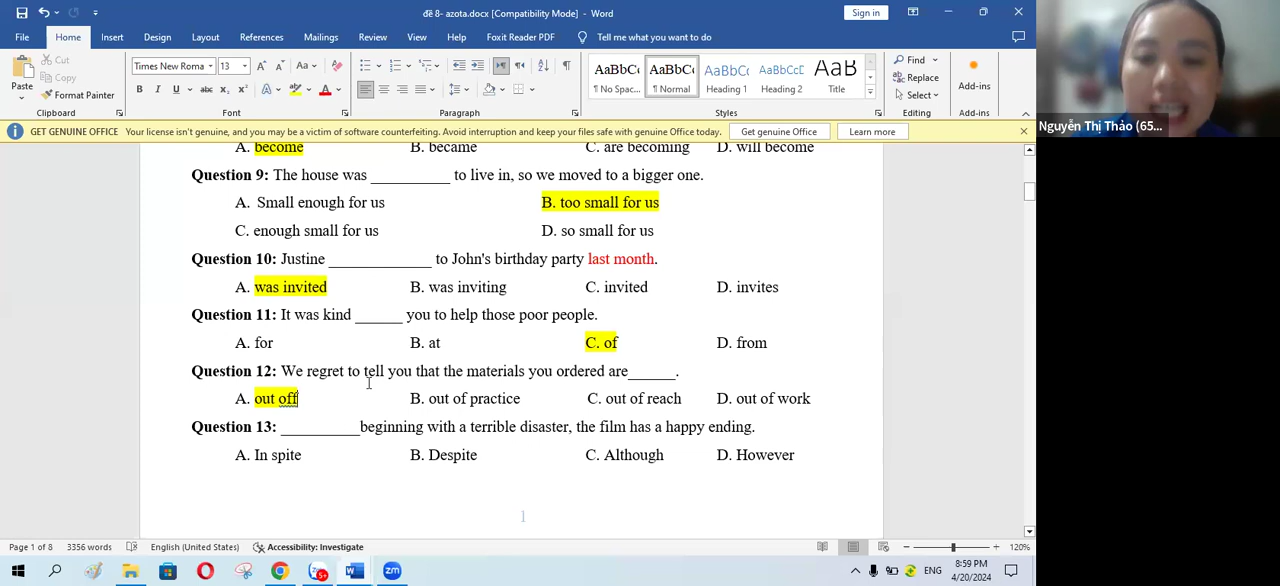 đề 8- azota.docx [Compatibility Mode] - Word
Sign in
File Home Insert Design Layout References Mailings Review View Help Foxit Reader PDF Tell me what you want to do
Paste
Cut
Copy
Format Painter
Clipboard
Times New Roma 13
Font
Paragraph
AaBbC ¶ No Spac...
AaBbC ¶ Normal
AaBbC Heading 1
AaBbCcD Heading 2
AaB Title
Styles
Find
Replace
Select
Editing
Add-ins
Add-ins
GET GENUINE OFFICE Your license isn't genuine, and you may be a victim of software counterfeiting. Avoid interruption and keep your files safe with genuine Office today. Get genuine Office Learn more
Nguyễn Thị Thảo (65...
A. become B. became C. are becoming D. will become
Question 9: The house was __________ to live in, so we moved to a bigger one.
A. Small enough for us B. too small for us
C. enough small for us D. so small for us
Question 10: Justine _____________ to John's birthday party last month.
A. was invited B. was inviting C. invited D. invites
Question 11: It was kind ______ you to help those poor people.
A. for B. at C. of D. from
Question 12: We regret to tell you that the materials you ordered are______.
A. out off B. out of practice C. out of reach D. out of work
Question 13: __________beginning with a terrible disaster, the film has a happy ending.
A. In spite B. Despite C. Although D. However
1
Page 1 of 8 3356 words English (United States) Accessibility: Investigate 120%
ENG 8:59 PM
4/20/2024